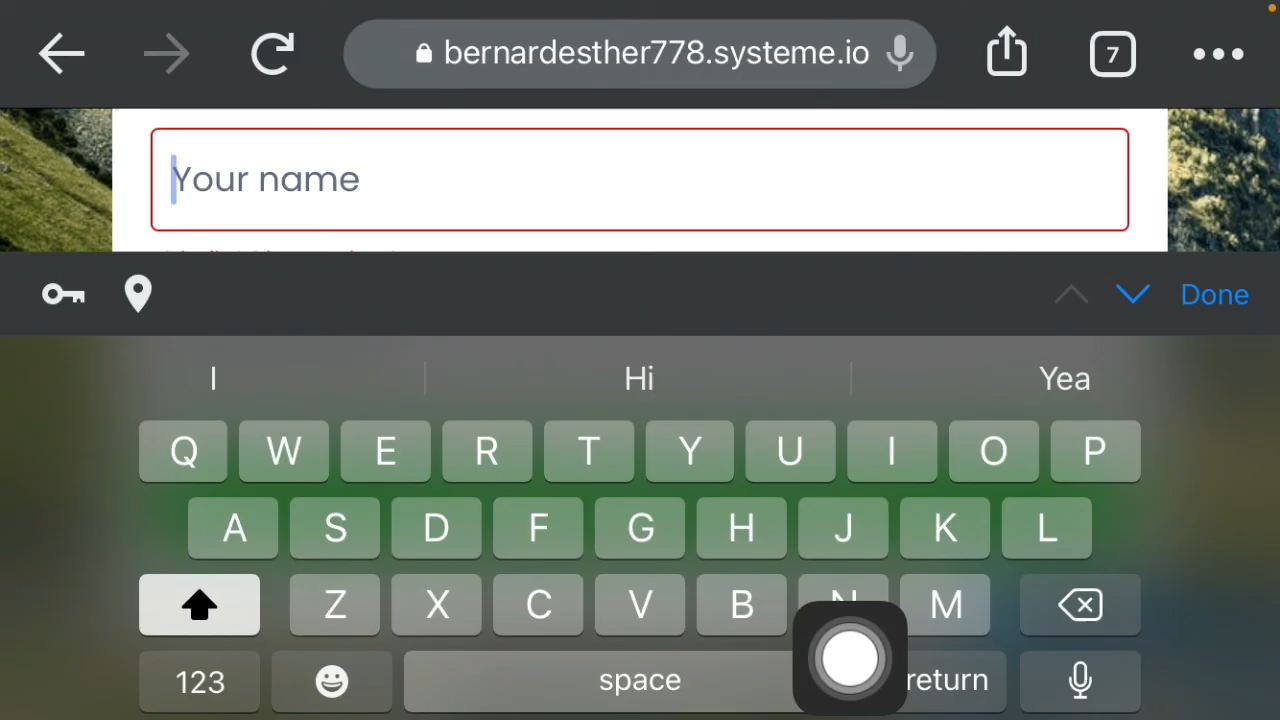 bernardesther778.systeme.io
7
Your name
Done
I Hi Yea
Q W E R T Y U I O P
A S D F G H J K L
Z X C V B N M
123 space return